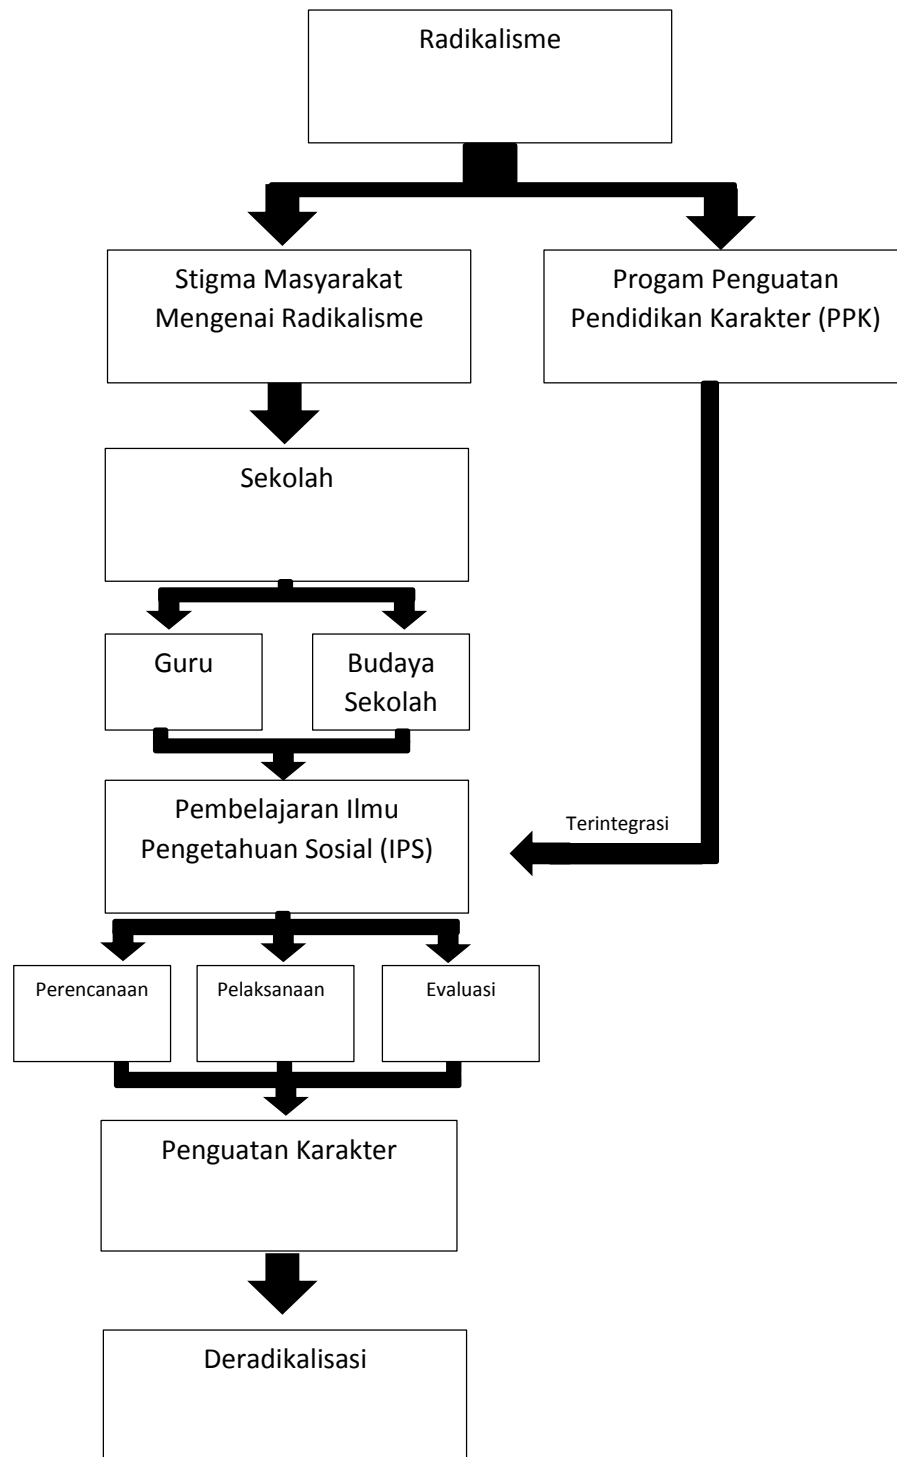 Radikalisme
Stigma Masyarakat
Mengenai Radikalisme
Progam Penguatan
Pendidikan Karakter (PPK)
Sekolah
Guru
Budaya
Sekolah
Pembelajaran Ilmu
Pengetahuan Sosial (IPS)
Terintegrasi
Perencanaan
Pelaksanaan
Evaluasi
Penguatan Karakter
Deradikalisasi